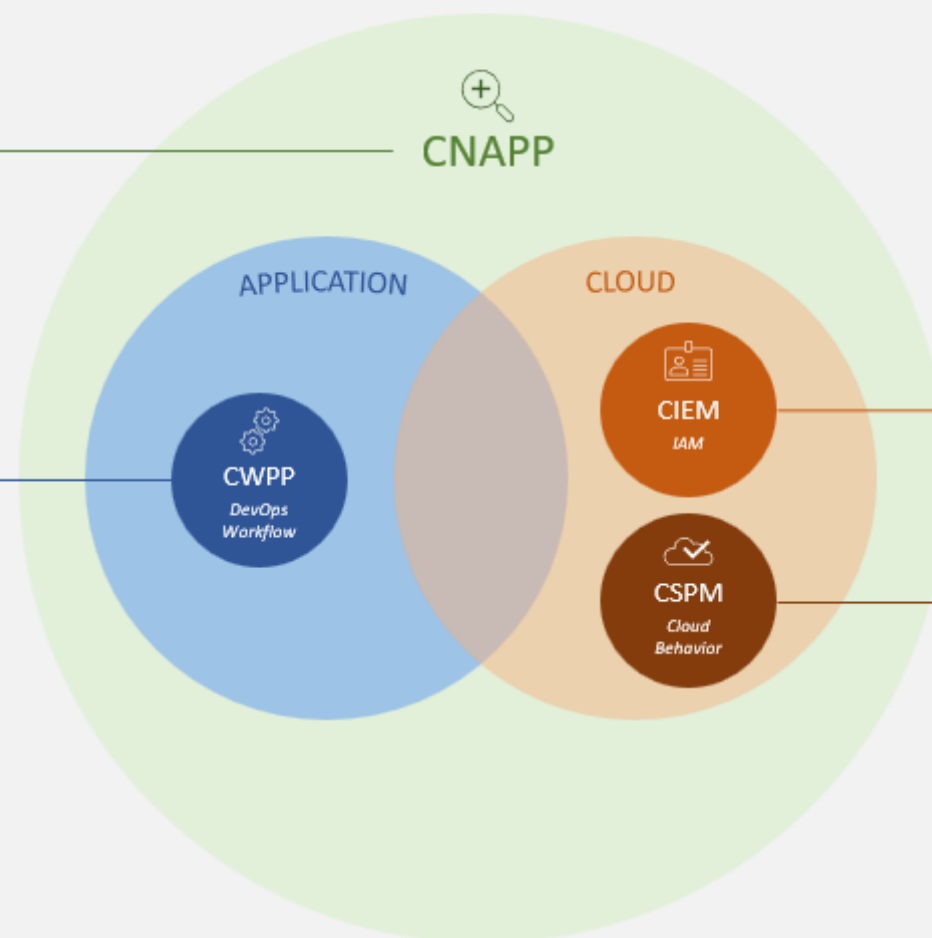 CNAPP
APPLICATION
CWPP
DevOps
Workflow
CLOUD
CIEM
IAM
CSPM
Cloud
Behavior